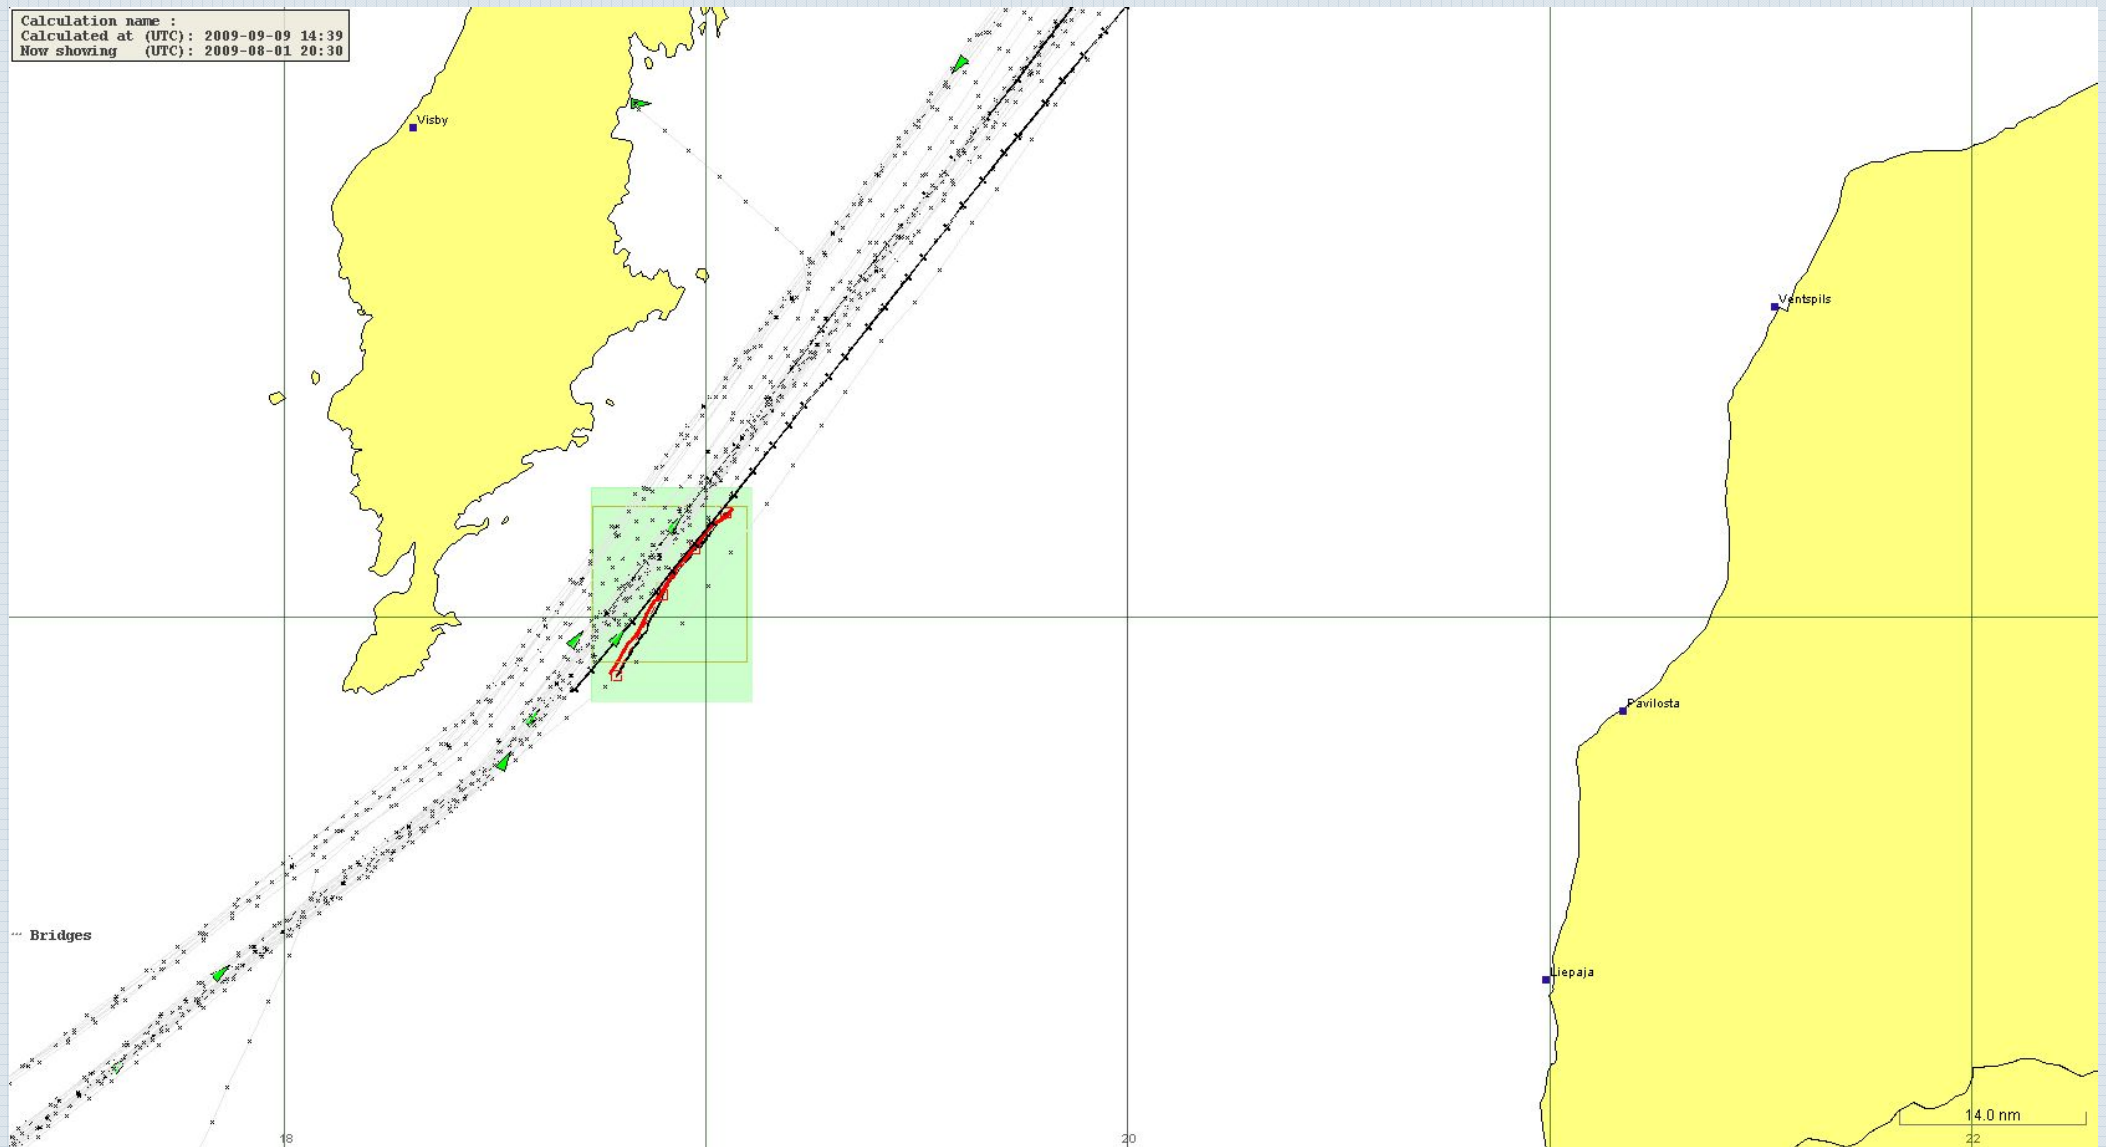 Calculation name :
Calculated at (UTC): 2009-09-09 14:39
Now showing (UTC): 2009-08-01 20:30
Visby
Ventspils
Pavilosta
Bridges
Liepaja
14.0 nm
18
20
22